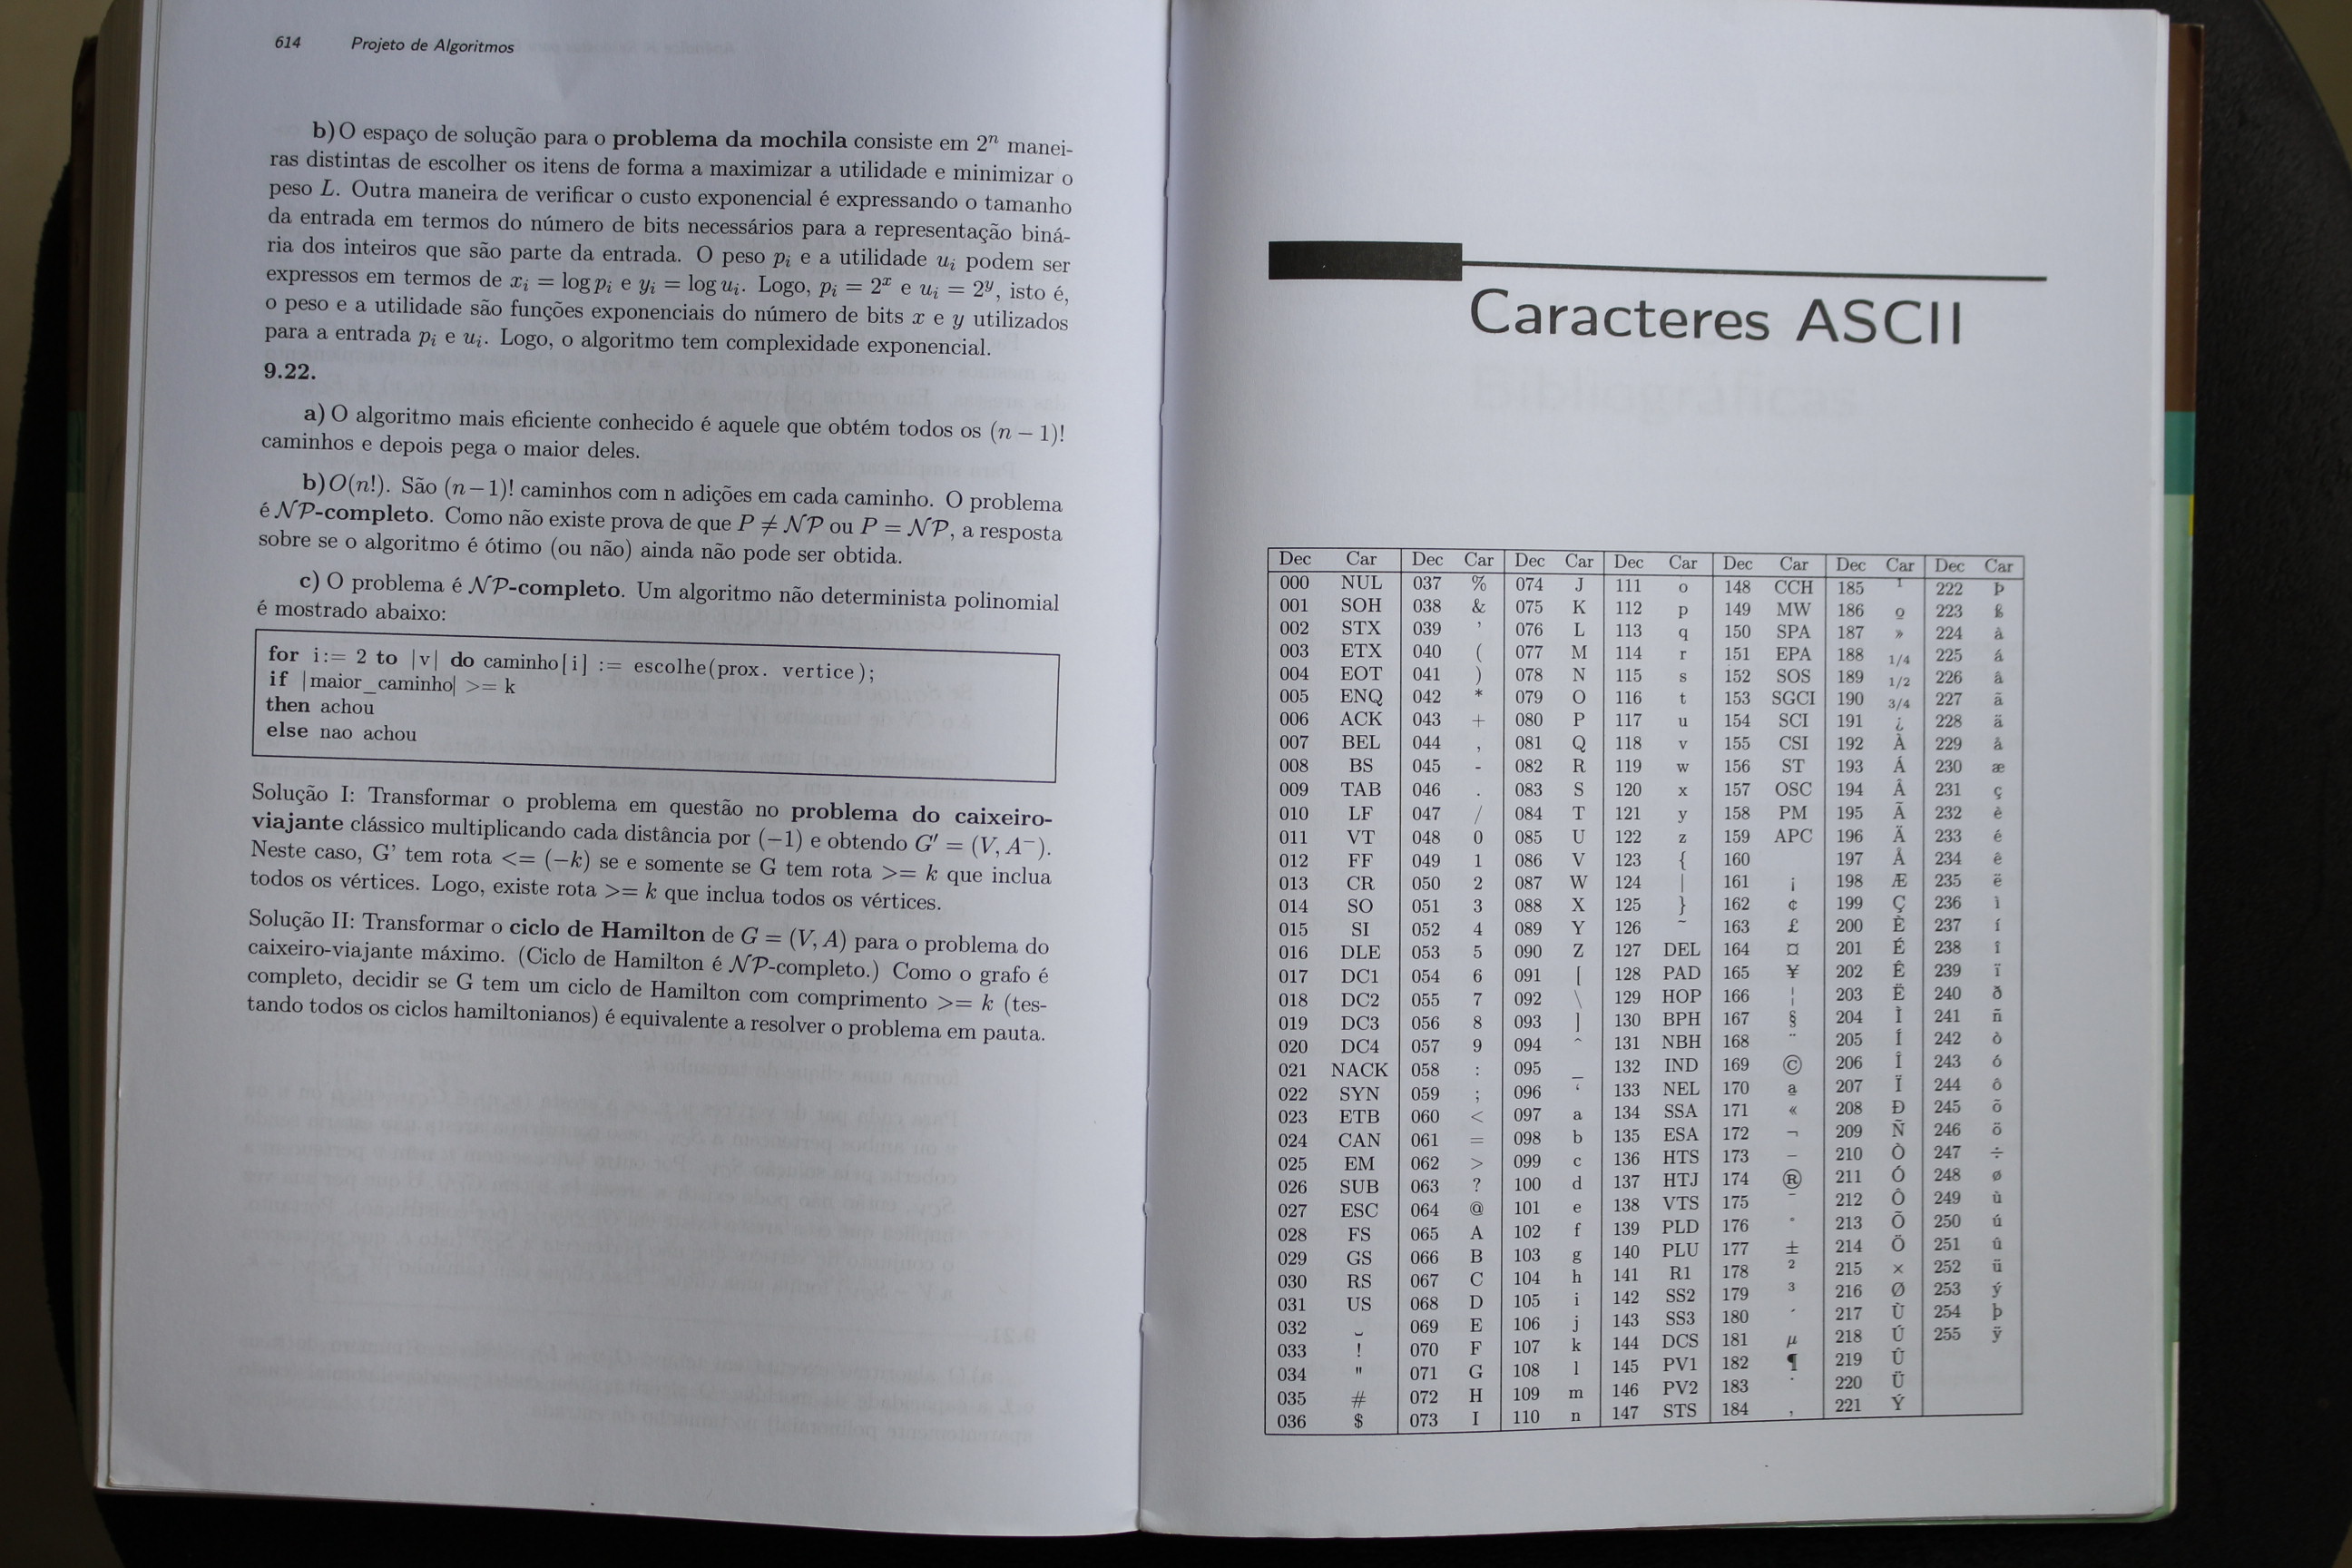 614 Projeto de Algoritmos
b) O espaço de solução para o problema da mochila consiste em 2ⁿ manei-
ras distintas de escolher os itens de forma a maximizar a utilidade e minimizar o
peso L. Outra maneira de verificar o custo exponencial é expressando o tamanho
da entrada em termos do número de bits necessários para a representação biná-
ria dos inteiros que são parte da entrada. O peso pᵢ e a utilidade uᵢ podem ser
expressos em termos de xᵢ = log pᵢ e yᵢ = log uᵢ. Logo, pᵢ = 2ˣ e uᵢ = 2ʸ, isto é,
o peso e a utilidade são funções exponenciais do número de bits x e y utilizados
para a entrada pᵢ e uᵢ. Logo, o algoritmo tem complexidade exponencial.
9.22.
a) O algoritmo mais eficiente conhecido é aquele que obtém todos os (n − 1)!
caminhos e depois pega o maior deles.
b) O(n!). São (n−1)! caminhos com n adições em cada caminho. O problema
é NP-completo. Como não existe prova de que P ≠ NP ou P = NP, a resposta
sobre se o algoritmo é ótimo (ou não) ainda não pode ser obtida.
c) O problema é NP-completo. Um algoritmo não determinista polinomial
é mostrado abaixo:
for i:= 2 to |v| do caminho[i] := escolhe(prox. vertice);
if |maior_caminho| >= k
then achou
else nao achou
Solução I: Transformar o problema em questão no problema do caixeiro-
viajante clássico multiplicando cada distância por (−1) e obtendo G′ = (V, A⁻).
Neste caso, G' tem rota <= (−k) se e somente se G tem rota >= k que inclua
todos os vértices. Logo, existe rota >= k que inclua todos os vértices.
Solução II: Transformar o ciclo de Hamilton de G = (V, A) para o problema do
caixeiro-viajante máximo. (Ciclo de Hamilton é NP-completo.) Como o grafo é
completo, decidir se G tem um ciclo de Hamilton com comprimento >= k (tes-
tando todos os ciclos hamiltonianos) é equivalente a resolver o problema em pauta.
Caracteres ASCII
Dec Car Dec Car Dec Car Dec Car Dec Car Dec Car Dec Car
000 NUL 037 % 074 J 111 o 148 CCH 185 ¹ 222 Þ
001 SOH 038 & 075 K 112 p 149 MW 186 º 223 ß
002 STX 039 ' 076 L 113 q 150 SPA 187 » 224 à
003 ETX 040 ( 077 M 114 r 151 EPA 188 1/4 225 á
004 EOT 041 ) 078 N 115 s 152 SOS 189 1/2 226 â
005 ENQ 042 * 079 O 116 t 153 SGCI 190 3/4 227 ã
006 ACK 043 + 080 P 117 u 154 SCI 191 ¿ 228 ä
007 BEL 044 , 081 Q 118 v 155 CSI 192 À 229 å
008 BS 045 - 082 R 119 w 156 ST 193 Á 230 æ
009 TAB 046 . 083 S 120 x 157 OSC 194 Â 231 ç
010 LF 047 / 084 T 121 y 158 PM 195 Ã 232 è
011 VT 048 0 085 U 122 z 159 APC 196 Ä 233 é
012 FF 049 1 086 V 123 { 160 197 Å 234 ê
013 CR 050 2 087 W 124 | 161 ¡ 198 Æ 235 ë
014 SO 051 3 088 X 125 } 162 ¢ 199 Ç 236 ì
015 SI 052 4 089 Y 126 ~ 163 £ 200 È 237 í
016 DLE 053 5 090 Z 127 DEL 164 ¤ 201 É 238 î
017 DC1 054 6 091 [ 128 PAD 165 ¥ 202 Ê 239 ï
018 DC2 055 7 092 \ 129 HOP 166 ¦ 203 Ë 240 ð
019 DC3 056 8 093 ] 130 BPH 167 § 204 Ì 241 ñ
020 DC4 057 9 094 ^ 131 NBH 168 ¨ 205 Í 242 ò
021 NACK 058 : 095 _ 132 IND 169 © 206 Î 243 ó
022 SYN 059 ; 096 ` 133 NEL 170 ª 207 Ï 244 ô
023 ETB 060 < 097 a 134 SSA 171 « 208 Ð 245 õ
024 CAN 061 = 098 b 135 ESA 172 ¬ 209 Ñ 246 ö
025 EM 062 > 099 c 136 HTS 173 – 210 Ò 247 ÷
026 SUB 063 ? 100 d 137 HTJ 174 ® 211 Ó 248 ø
027 ESC 064 @ 101 e 138 VTS 175 ¯ 212 Ô 249 ù
028 FS 065 A 102 f 139 PLD 176 ° 213 Õ 250 ú
029 GS 066 B 103 g 140 PLU 177 ± 214 Ö 251 û
030 RS 067 C 104 h 141 R1 178 ² 215 × 252 ü
031 US 068 D 105 i 142 SS2 179 ³ 216 Ø 253 ý
032 ˘ 069 E 106 j 143 SS3 180 ´ 217 Ù 254 þ
033 ! 070 F 107 k 144 DCS 181 µ 218 Ú 255 ÿ
034 " 071 G 108 l 145 PV1 182 ¶ 219 Û
035 # 072 H 109 m 146 PV2 183 · 220 Ü
036 $ 073 I 110 n 147 STS 184 ¸ 221 Ý